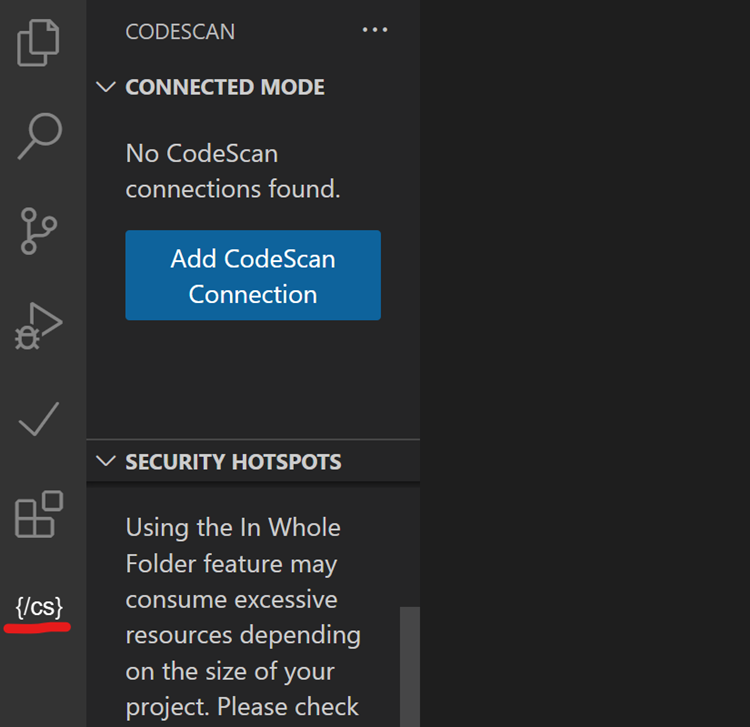 CODESCAN
CONNECTED MODE
No CodeScan
connections found.
Add CodeScan
Connection
SECURITY HOTSPOTS
Using the In Whole
Folder feature may
consume excessive
resources depending
on the size of your
project. Please check
{/cs}